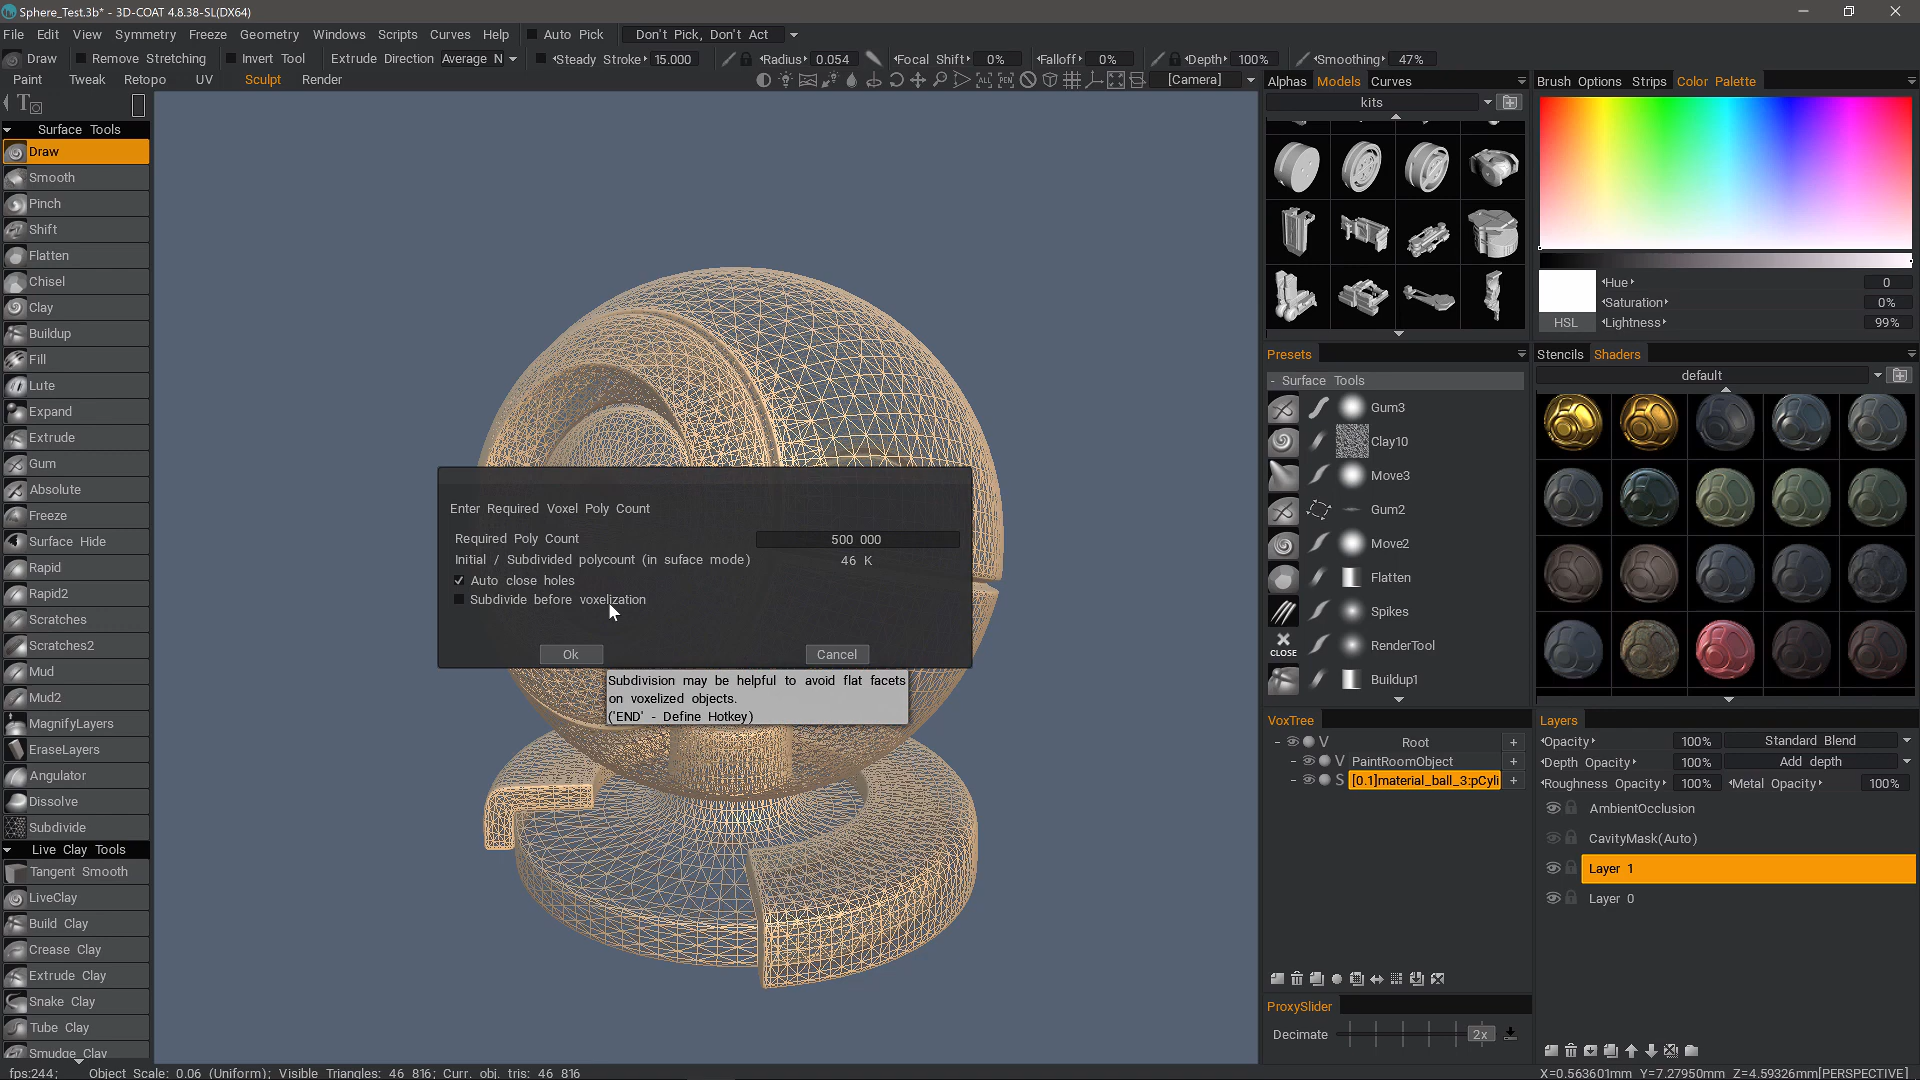 Sphere_Test.3b* - 3D-COAT 4.8.38-SL(DX64)
File Edit View Symmetry Freeze Geometry Windows Scripts Curves Help Auto Pick Don't Pick, Don't Act
Draw Remove Stretching Invert Tool Extrude Direction Average N Steady Stroke 15.000 Radius 0.054 Focal Shift 0% Falloff 0% Depth 100% Smoothing 47%
Paint Tweak Retopo UV Sculpt Render ALL PEN [Camera]
Surface Tools
Draw
Smooth
Pinch
Shift
Flatten
Chisel
Clay
Buildup
Fill
Lute
Expand
Extrude
Gum
Absolute
Freeze
Surface Hide
Rapid
Rapid2
Scratches
Scratches2
Mud
Mud2
MagnifyLayers
EraseLayers
Angulator
Dissolve
Subdivide
Live Clay Tools
Tangent Smooth
LiveClay
Build Clay
Crease Clay
Extrude Clay
Snake Clay
Tube Clay
Smudge Clay
Enter Required Voxel Poly Count
Required Poly Count 500 000
Initial / Subdivided polycount (in suface mode) 46 K
Auto close holes
Subdivide before voxelization
Ok Cancel
Subdivision may be helpful to avoid flat facets
on voxelized objects.
('END' - Define Hotkey)
Alphas Models Curves
kits
Presets
- Surface Tools
Gum3
Clay10
Move3
Gum2
Move2
Flatten
Spikes
CLOSE RenderTool
Buildup1
VoxTree
V Root +
V PaintRoomObject +
S [0.1]material_ball_3:pCyli +
ProxySlider
Decimate 2x
Brush Options Strips Color Palette
Hue 0
Saturation 0%
HSL Lightness 99%
Stencils Shaders
default
Layers
Opacity 100% Standard Blend
Depth Opacity 100% Add depth
Roughness Opacity 100% Metal Opacity 100%
AmbientOcclusion
CavityMask(Auto)
Layer 1
Layer 0
fps:244; Object Scale: 0.06 (Uniform); Visible Triangles: 46 816; Curr. obj. tris: 46 816
X=0.563601mm Y=7.27950mm Z=4.59326mm[PERSPECTIVE]